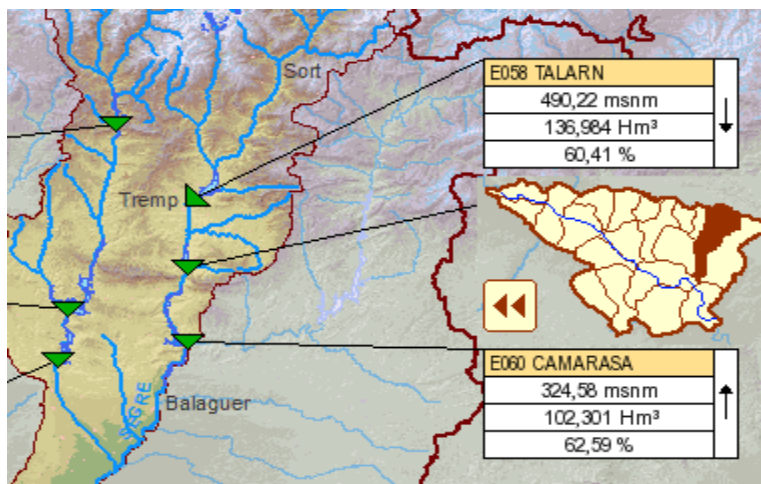 Sort
E058 TALARN
490,22 msnm
136,984 Hm³
60,41 %
Tremp
E060 CAMARASA
324,58 msnm
102,301 Hm³
62,59 %
Balaguer
SEGRE